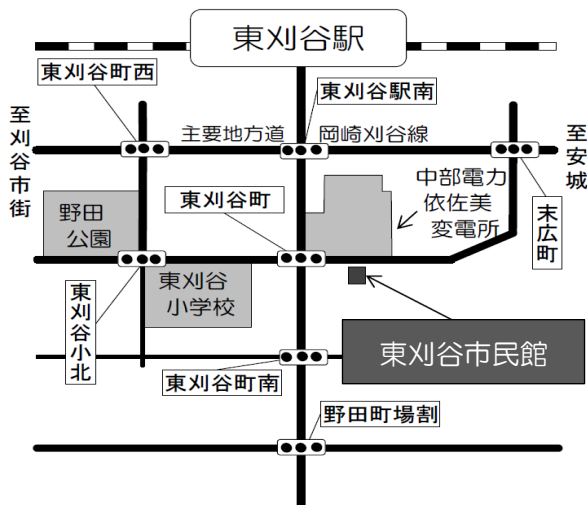 東刈谷駅
東刈谷町西
東刈谷駅南
至刈谷市街
主要地方道 岡崎刈谷線
至安城
中部電力
依佐美
変電所
東刈谷町
野田
公園
末広町
東刈谷
小学校
東刈谷小北
東刈谷市民館
東刈谷町南
野田町場割